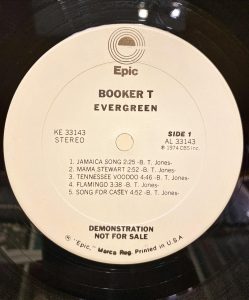 Epic
BOOKER T
EVERGREEN
KE 33143
STEREO
SIDE 1
AL 33143
℗ 1974 CBS Inc.
1. JAMAICA SONG 2:25 -B. T. Jones-
2. MAMA STEWART 2:52 -B. T. Jones-
3. TENNESSEE VOODOO 4:46 -B. T. Jones-
4. FLAMINGO 3:38 -B. T. Jones-
5. SONG FOR CASEY 4:52 -B. T. Jones-
DEMONSTRATION
NOT FOR SALE
® "Epic," Marca Reg. Printed in U.S.A.